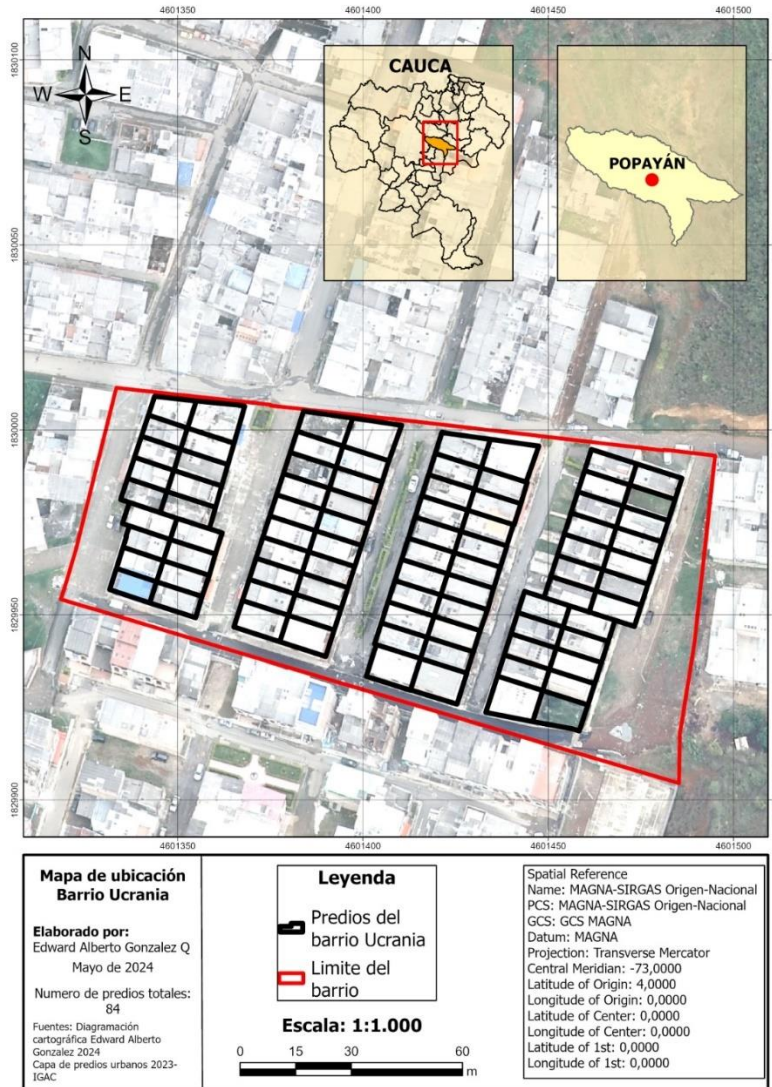 4601350
4601400
4601450
4601500
1830100
1830050
1830000
1829950
1829900
N
W
E
S
CAUCA
POPAYÁN
4601350
4601400
4601450
4601500
Mapa de ubicación
Barrio Ucrania
Elaborado por:
Edward Alberto Gonzalez Q
Mayo de 2024
Numero de predios totales:
84
Fuentes: Diagramación
cartográfica Edward Alberto
Gonzalez 2024
Capa de predios urbanos 2023-
IGAC
Leyenda
Predios del
barrio Ucrania
Limite del
barrio
Escala: 1:1.000
0 15 30 60
m
Spatial Reference
Name: MAGNA-SIRGAS Origen-Nacional
PCS: MAGNA-SIRGAS Origen-Nacional
GCS: GCS MAGNA
Datum: MAGNA
Projection: Transverse Mercator
Central Meridian: -73,0000
Latitude of Origin: 4,0000
Longitude of Origin: 0,0000
Latitude of Center: 0,0000
Longitude of Center: 0,0000
Latitude of 1st: 0,0000
Longitude of 1st: 0,0000